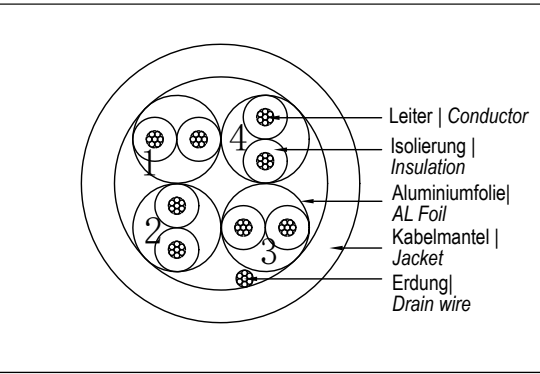 1
4
2
3
Leiter | Conductor
Isolierung |
Insulation
Aluminiumfolie|
AL Foil
Kabelmantel |
Jacket
Erdung|
Drain wire